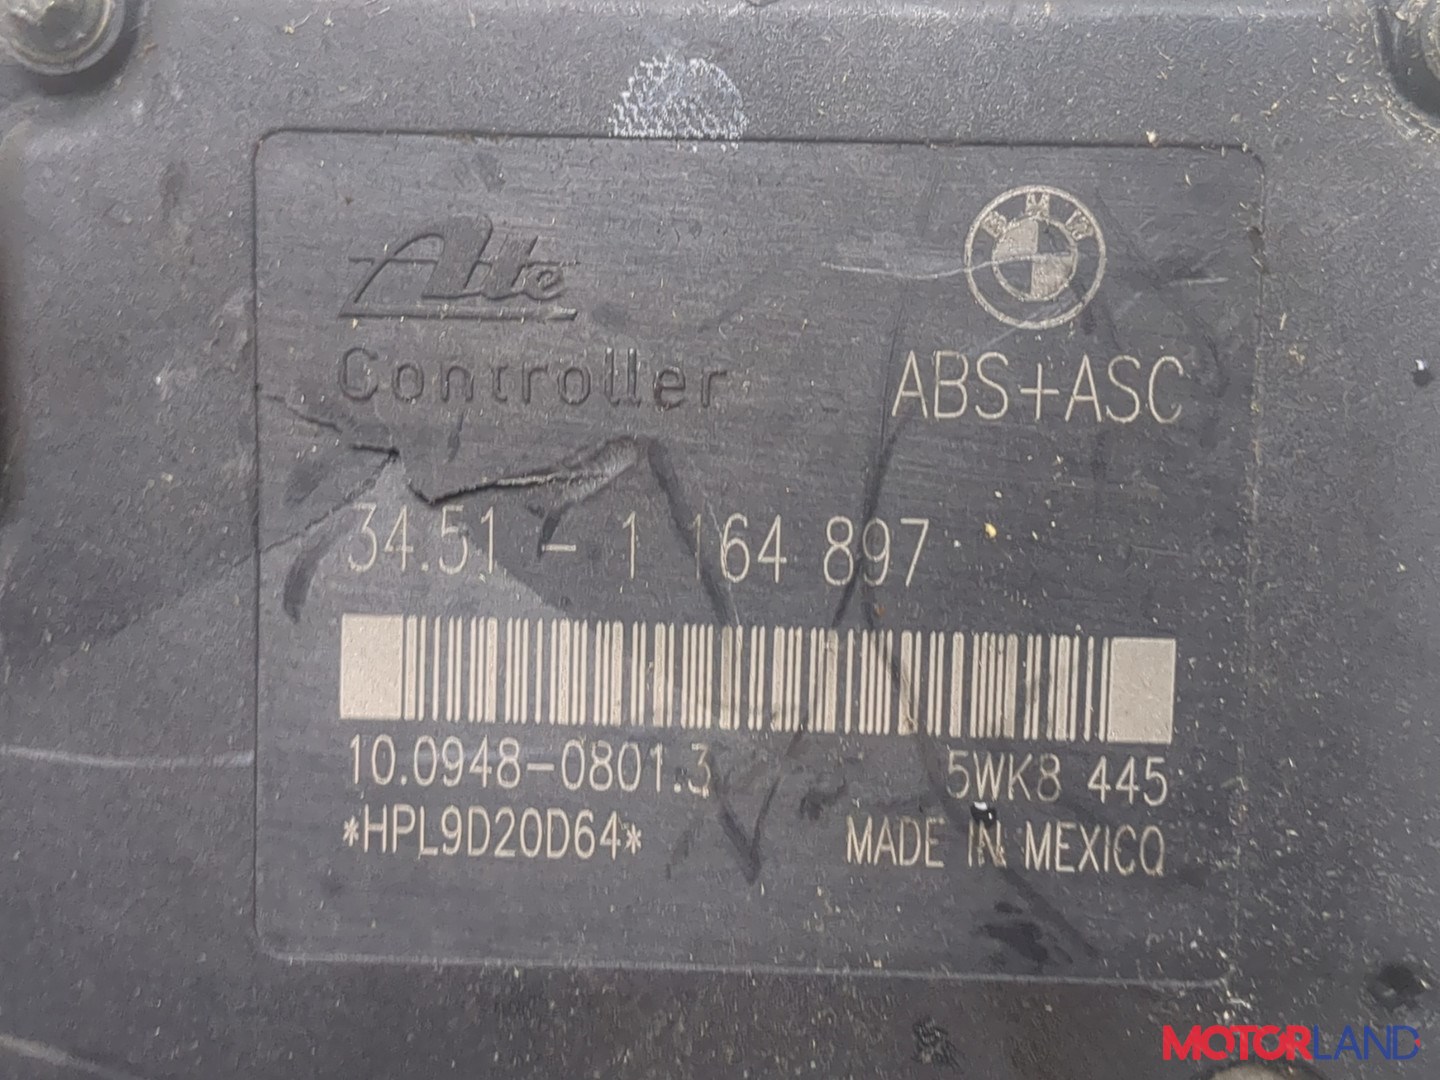 Ate
BMW
Controller
ABS+ASC
34.51 - 1 164 897
10.0948-0801.3
5WK8 445
*HPL9D20D64*
MADE IN MEXICO
MOTORLAND